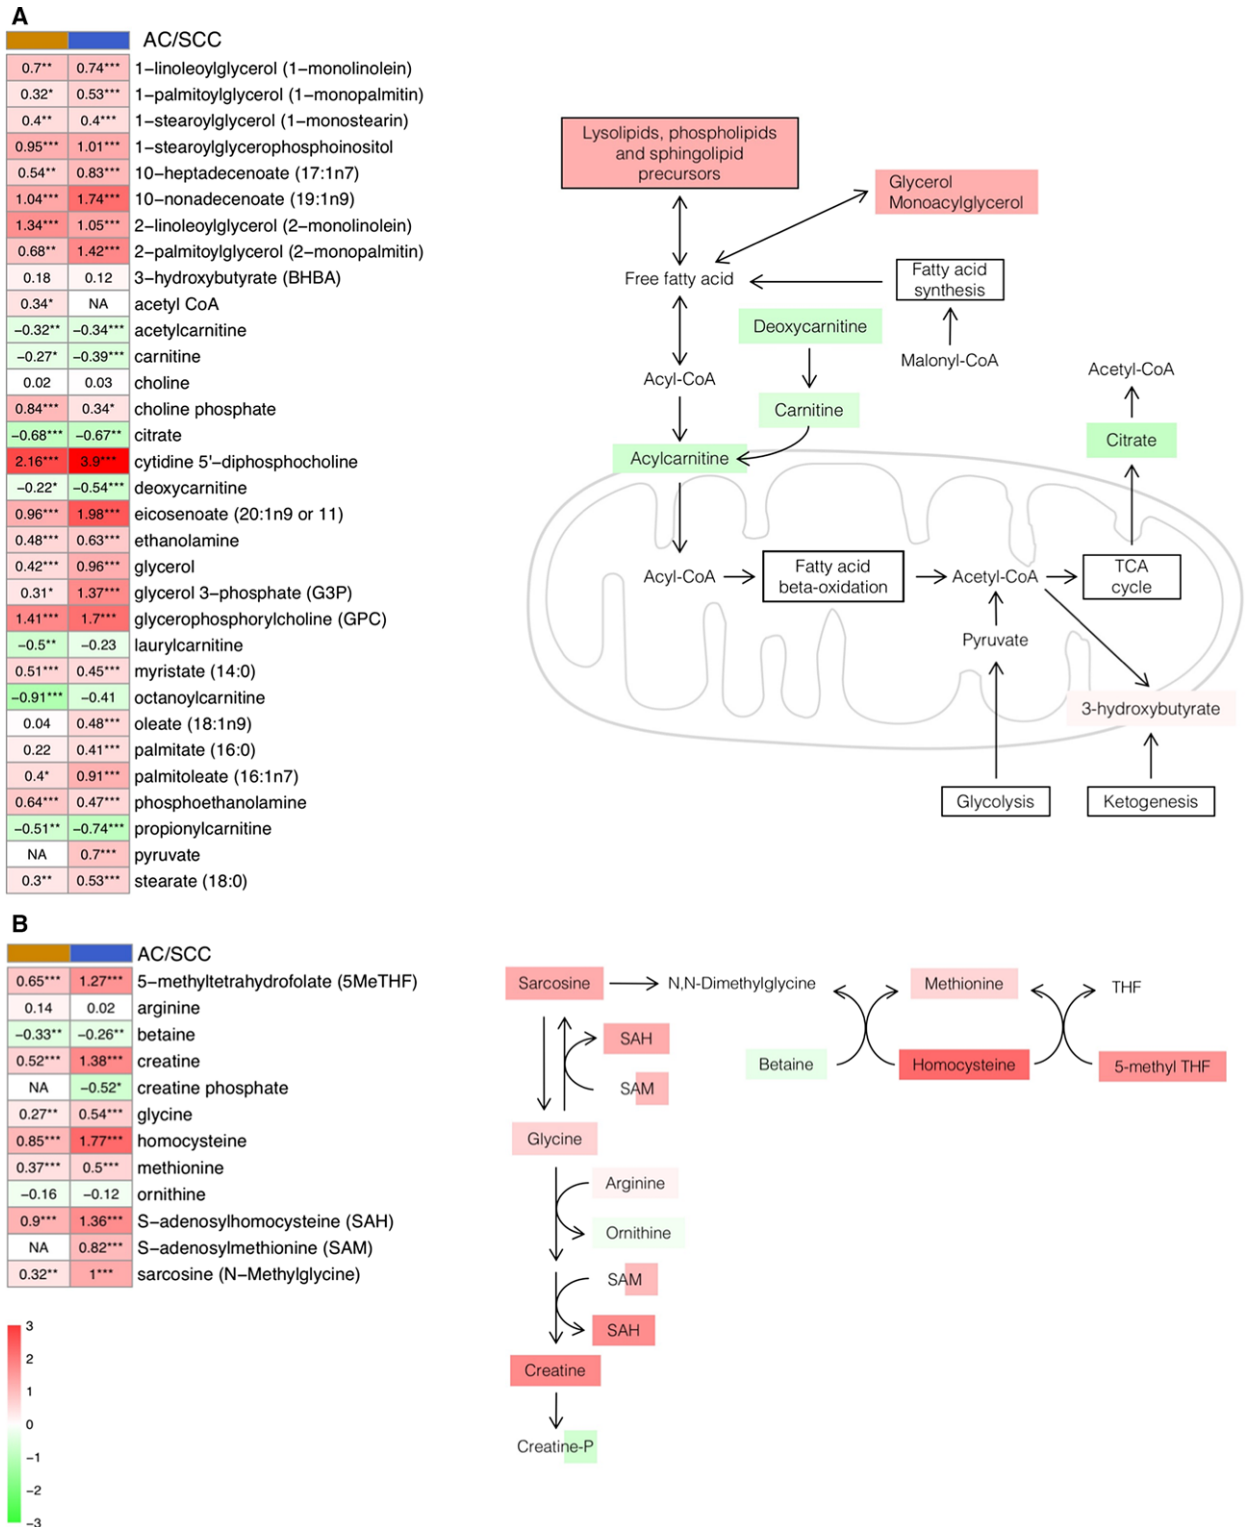 A
AC/SCC
0.7** 0.74*** 1−linoleoylglycerol (1−monolinolein)
0.32* 0.53*** 1−palmitoylglycerol (1−monopalmitin)
0.4** 0.4*** 1−stearoylglycerol (1−monostearin)
0.95*** 1.01*** 1−stearoylglycerophosphoinositol
0.54** 0.83*** 10−heptadecenoate (17:1n7)
1.04*** 1.74*** 10−nonadecenoate (19:1n9)
1.34*** 1.05*** 2−linoleoylglycerol (2−monolinolein)
0.68** 1.42*** 2−palmitoylglycerol (2−monopalmitin)
0.18 0.12 3−hydroxybutyrate (BHBA)
0.34* NA acetyl CoA
−0.32** −0.34*** acetylcarnitine
−0.27* −0.39*** carnitine
0.02 0.03 choline
0.84*** 0.34* choline phosphate
−0.68*** −0.67** citrate
2.16*** 3.9*** cytidine 5'−diphosphocholine
−0.22* −0.54*** deoxycarnitine
0.96*** 1.98*** eicosenoate (20:1n9 or 11)
0.48*** 0.63*** ethanolamine
0.42*** 0.96*** glycerol
0.31* 1.37*** glycerol 3−phosphate (G3P)
1.41*** 1.7*** glycerophosphorylcholine (GPC)
−0.5** −0.23 laurylcarnitine
0.51*** 0.45*** myristate (14:0)
−0.91*** −0.41 octanoylcarnitine
0.04 0.48*** oleate (18:1n9)
0.22 0.41*** palmitate (16:0)
0.4* 0.91*** palmitoleate (16:1n7)
0.64*** 0.47*** phosphoethanolamine
−0.51** −0.74*** propionylcarnitine
NA 0.7*** pyruvate
0.3** 0.53*** stearate (18:0)
Lysolipids, phospholipids
and sphingolipid
precursors
Glycerol
Monoacylglycerol
Free fatty acid
Fatty acid
synthesis
Deoxycarnitine
Malonyl-CoA
Acyl-CoA
Acetyl-CoA
Carnitine
Citrate
Acylcarnitine
Acyl-CoA
Fatty acid
beta-oxidation
Acetyl-CoA
TCA
cycle
Pyruvate
3-hydroxybutyrate
Glycolysis
Ketogenesis
B
AC/SCC
0.65*** 1.27*** 5−methyltetrahydrofolate (5MeTHF)
0.14 0.02 arginine
−0.33** −0.26** betaine
0.52*** 1.38*** creatine
NA −0.52* creatine phosphate
0.27** 0.54*** glycine
0.85*** 1.77*** homocysteine
0.37*** 0.5*** methionine
−0.16 −0.12 ornithine
0.9*** 1.36*** S−adenosylhomocysteine (SAH)
NA 0.82*** S−adenosylmethionine (SAM)
0.32** 1*** sarcosine (N−Methylglycine)
3
2
1
0
−1
−2
−3
Sarcosine
N,N-Dimethylglycine
Methionine
THF
SAH
Betaine
Homocysteine
5-methyl THF
SAM
Glycine
Arginine
Ornithine
SAM
SAH
Creatine
Creatine-P